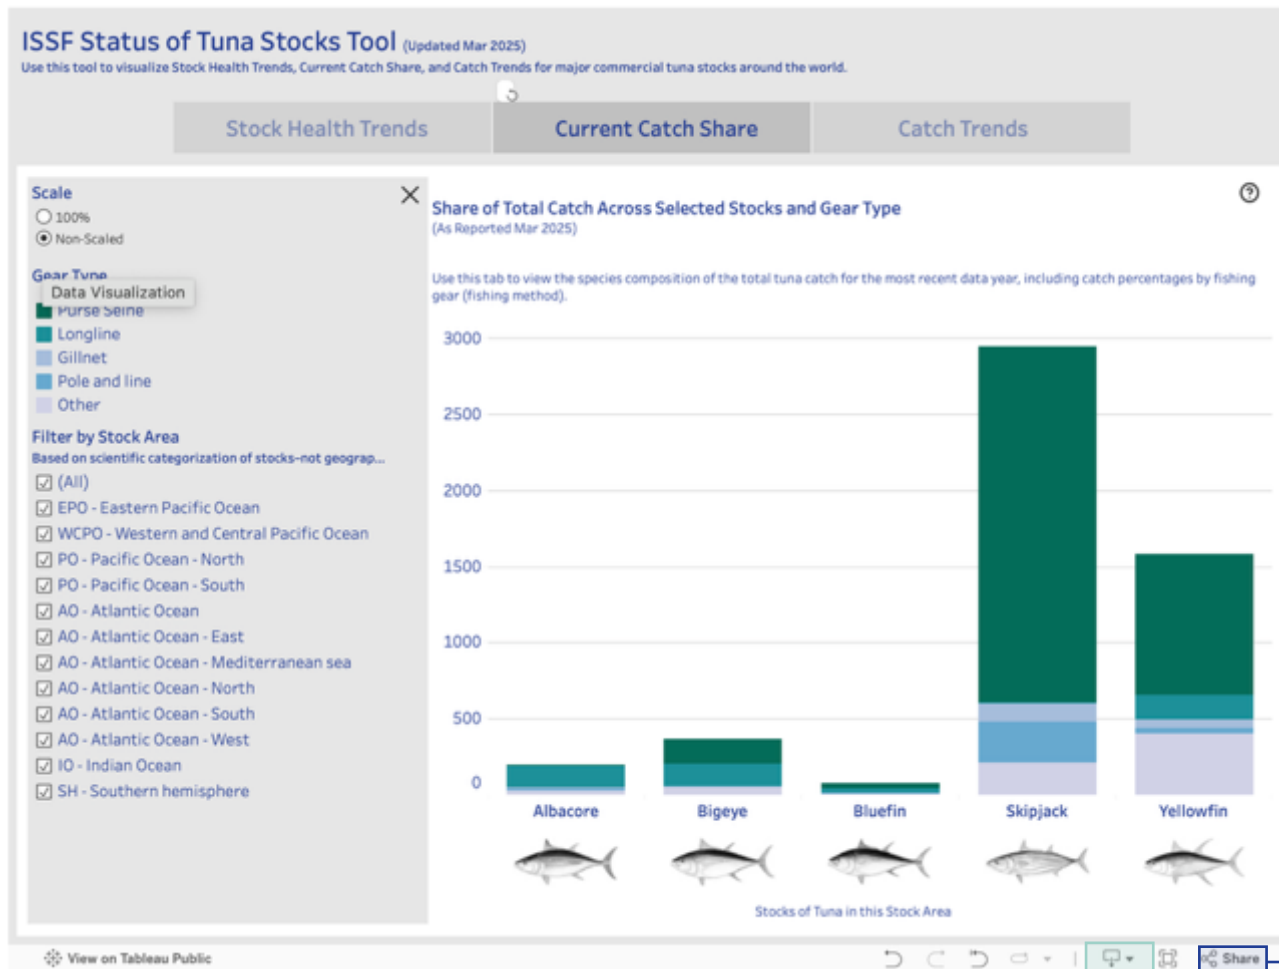 ISSF Status of Tuna Stocks Tool (Updated Mar 2025)
Use this tool to visualize Stock Health Trends, Current Catch Share, and Catch Trends for major commercial tuna stocks around the world.
Stock Health Trends
Current Catch Share
Catch Trends
Scale
100%
Non-Scaled
Gear Type
Data Visualization
Purse Seine
Longline
Gillnet
Pole and line
Other
Filter by Stock Area
Based on scientific categorization of stocks-not geograp...
(All)
EPO - Eastern Pacific Ocean
WCPO - Western and Central Pacific Ocean
PO - Pacific Ocean - North
PO - Pacific Ocean - South
AO - Atlantic Ocean
AO - Atlantic Ocean - East
AO - Atlantic Ocean - Mediterranean sea
AO - Atlantic Ocean - North
AO - Atlantic Ocean - South
AO - Atlantic Ocean - West
IO - Indian Ocean
SH - Southern hemisphere
Share of Total Catch Across Selected Stocks and Gear Type
(As Reported Mar 2025)
Use this tab to view the species composition of the total tuna catch for the most recent data year, including catch percentages by fishing
gear (fishing method).
3000
2500
2000
1500
1000
500
0
Albacore
Bigeye
Bluefin
Skipjack
Yellowfin
Stocks of Tuna in this Stock Area
View on Tableau Public
Share